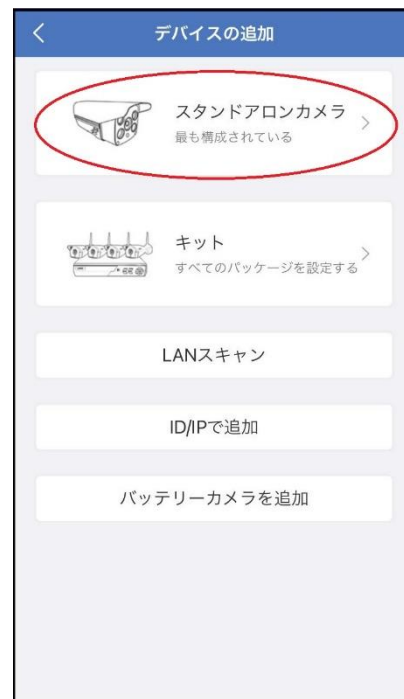 デバイスの追加
スタンドアロンカメラ
最も構成されている
キット
すべてのパッケージを設定する
LANスキャン
ID/IPで追加
バッテリーカメラを追加